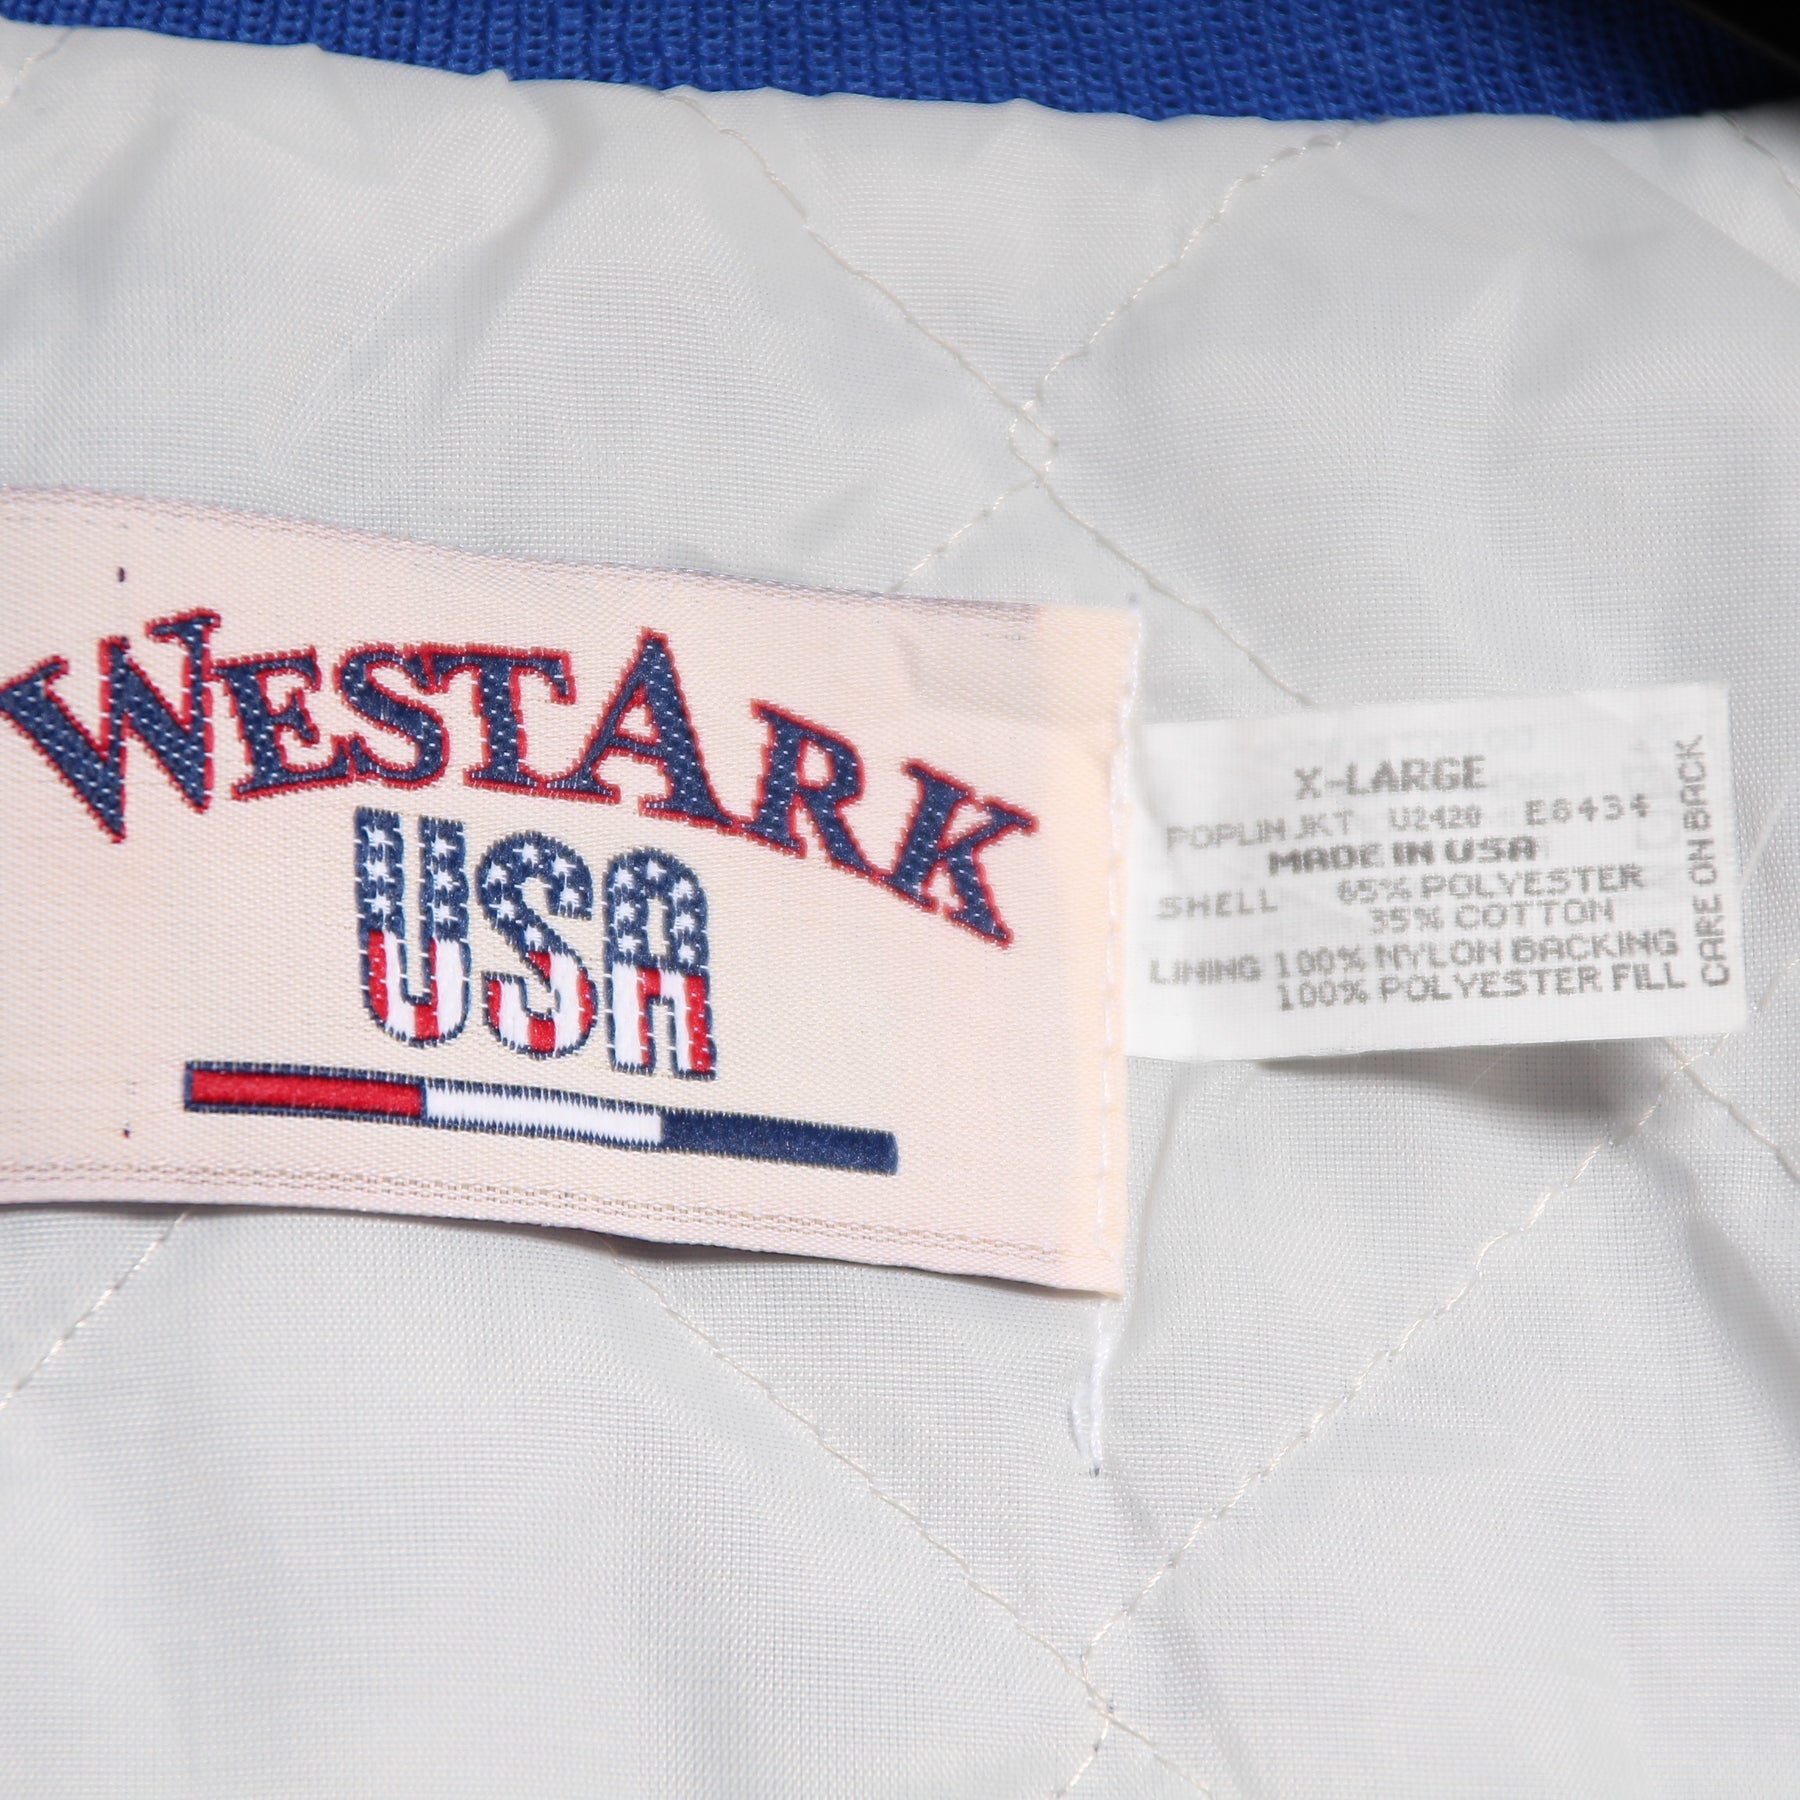 WESTARK
USA
X-LARGE
POPLIN JKT U2420 E8434
MADE IN USA
SHELL 65% POLYESTER
35% COTTON
LINING 100% NYLON BACKING
100% POLYESTER FILL
CARE ON BACK